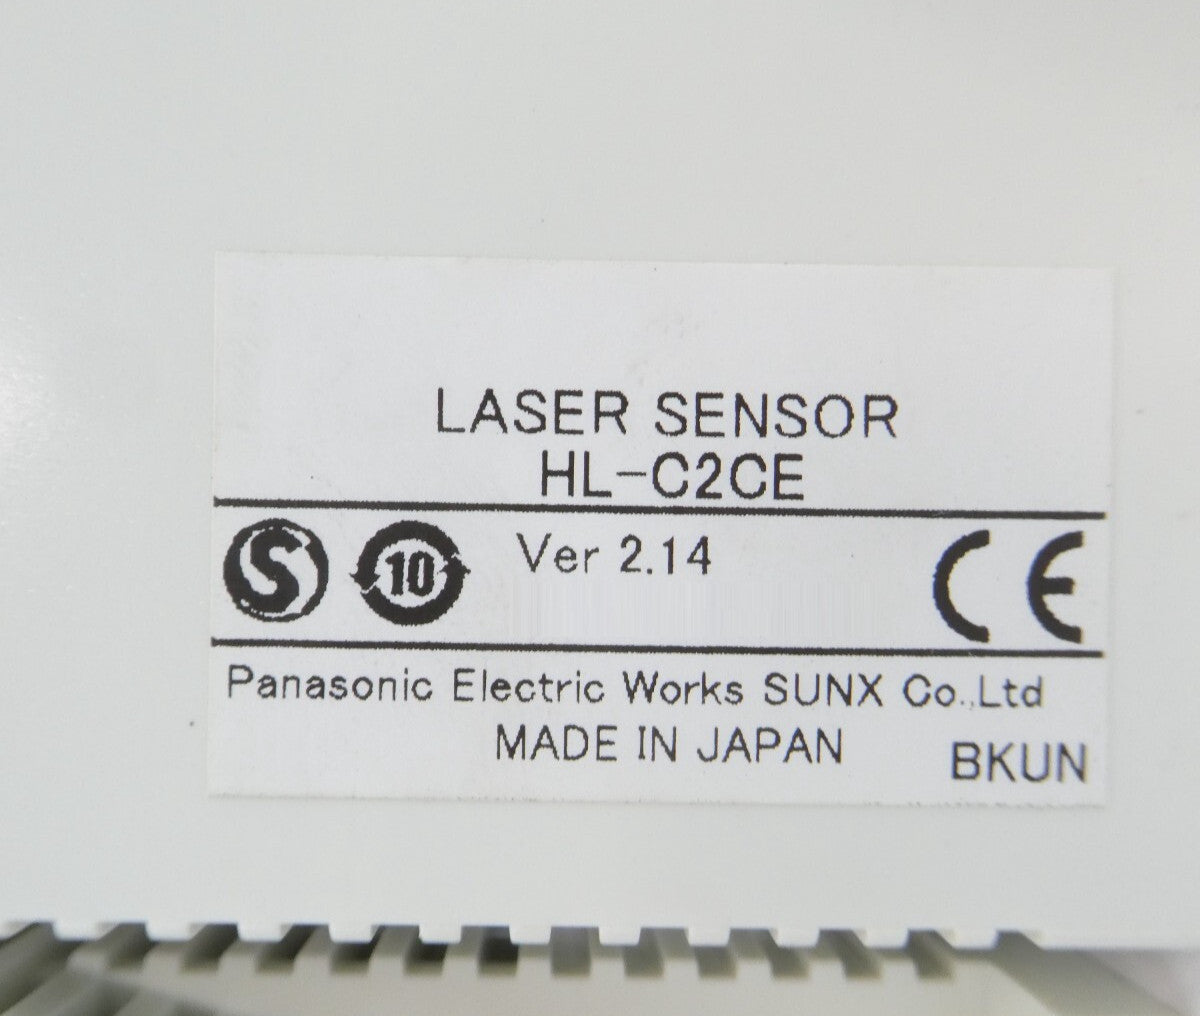 LASER SENSOR
HL-C2CE
S 10 Ver 2.14 CE
Panasonic Electric Works SUNX Co.,Ltd
MADE IN JAPAN BKUN